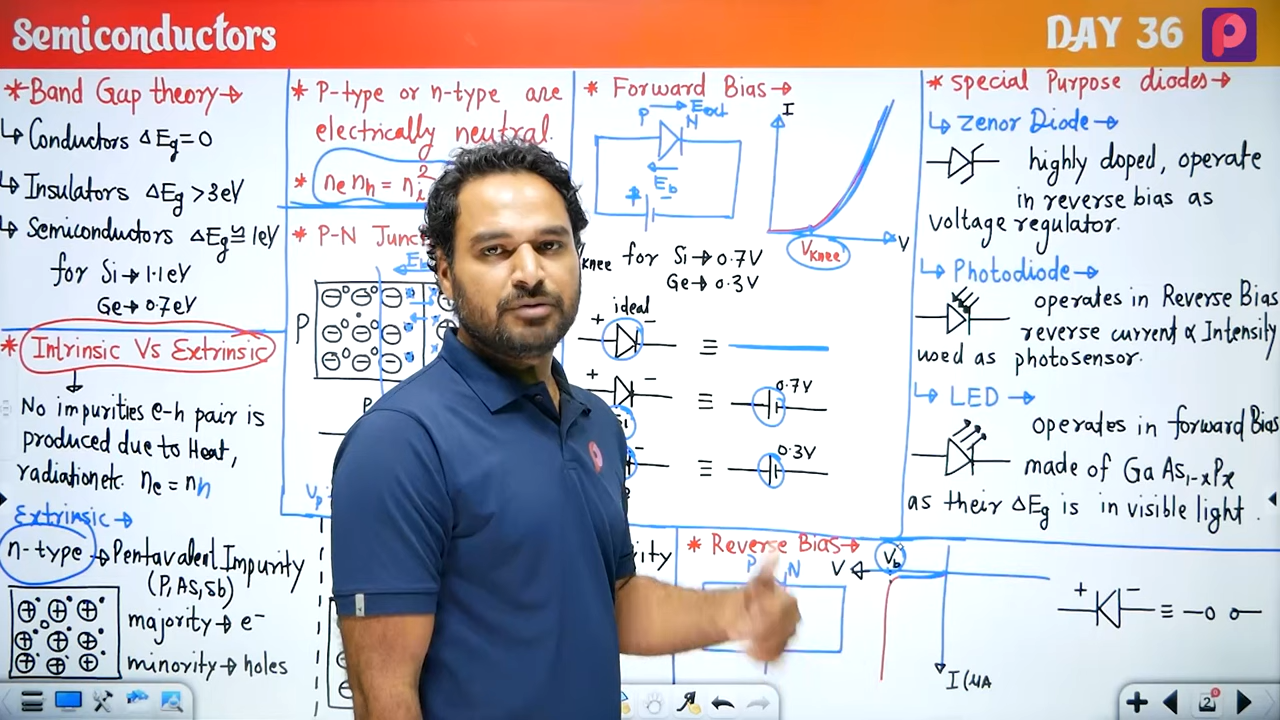 Semiconductors
DAY 36
* Band Gap theory →
↳ Conductors ΔEg=0
↳ Insulators ΔEg >3eV
↳ Semiconductors ΔEg ≌ 1eV
for Si → 1.1eV
Ge → 0.7eV
* Intrinsic Vs Extrinsic
No impurities e-h pair is
produced due to Heat,
radiation etc. ne = nh
Extrinsic →
n-type → Pentavalent Impurity
(P, As, Sb)
majority → e⁻
minority → holes
* P-type or n-type are
electrically neutral.
* ne nh = ni²
* P-N
P
* Forward Bias →
P → Eext
N
Eb
+ -
I
V
Vknee
for Si → 0.7V
Ge → 0.3V
ideal
+ - ≡
+ - ≡ 0.7V
≡ 0.3V
* Reverse Bias →
P N
V
Vb
I (μA
+ - ≡
* special Purpose diodes →
↳ Zenor Diode →
highly doped, operate
in reverse bias as
voltage regulator.
↳ Photodiode →
operates in Reverse Bias
reverse current ∝ Intensity
used as photosensor.
↳ LED →
operates in forward Bias
made of GaAs1-xPx
as their ΔEg is in visible light.
2